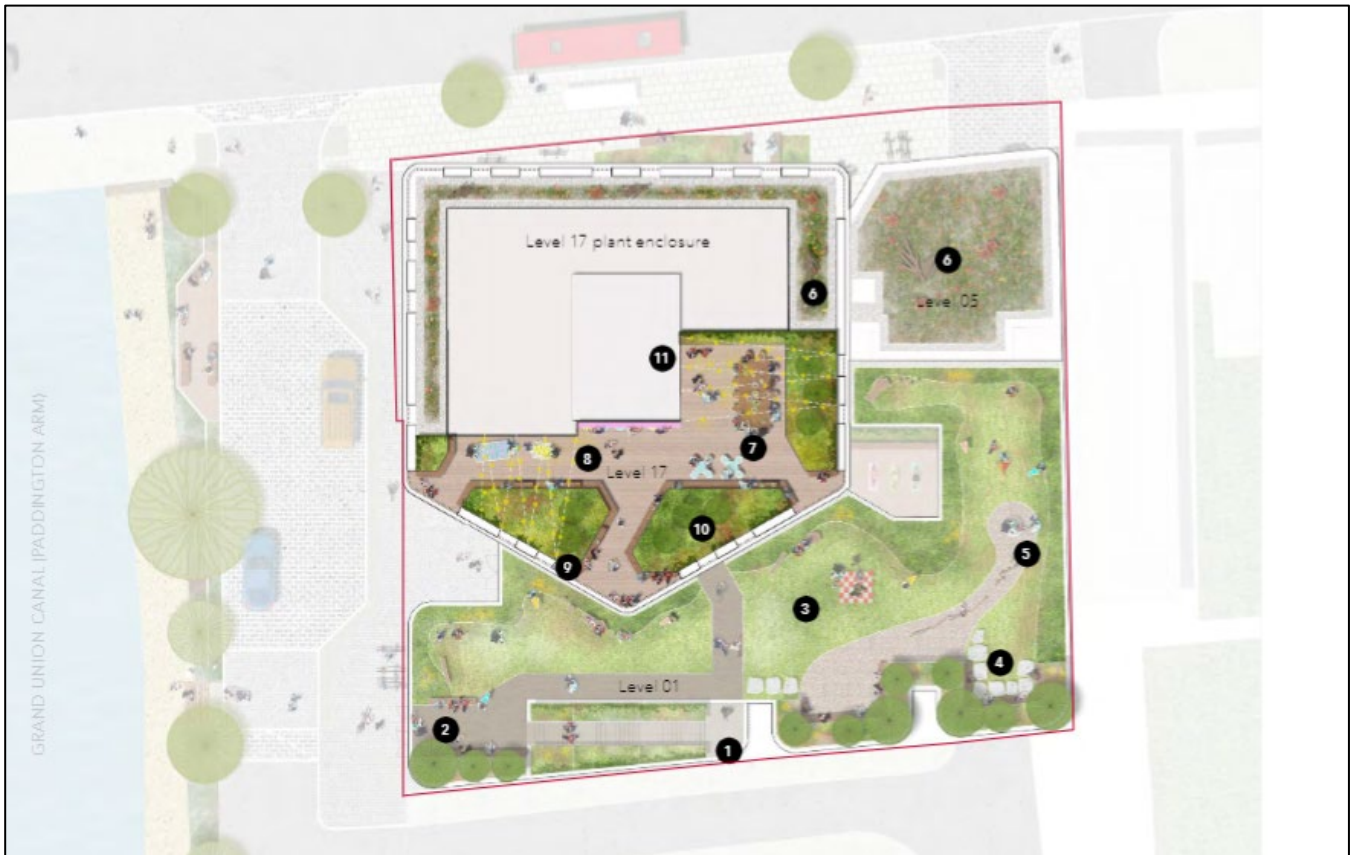 Level 17 plant enclosure
6
6
Level 05
11
7
8
Level 17
10
9
5
3
4
Level 01
2
1
GRAND UNION CANAL (PADDINGTON ARM)